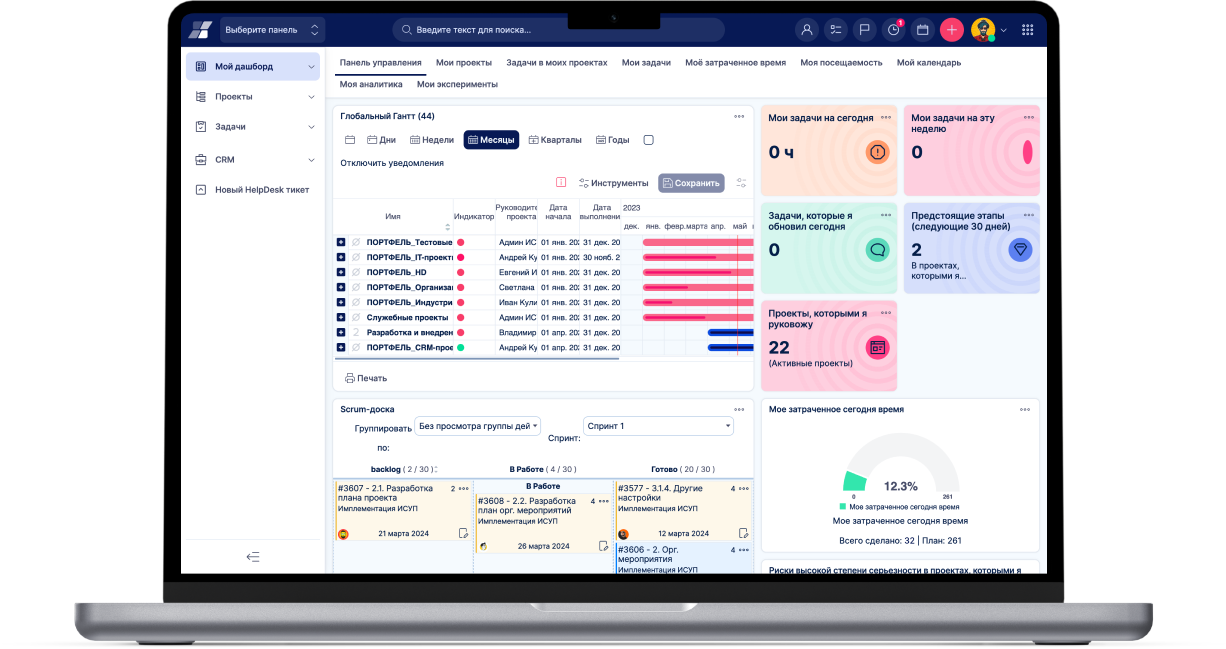 Выберите панель
Введите текст для поиска...
1
Мой дашборд
Проекты
Задачи
CRM
Новый HelpDesk тикет
Панель управления
Мои проекты
Задачи в моих проектах
Мои задачи
Моё затраченное время
Моя посещаемость
Мой календарь
Моя аналитика
Мои эксперименты
Глобальный Гантт (44)
Дни
Недели
Месяцы
Кварталы
Годы
Отключить уведомления
Инструменты
Сохранить
Имя
Индикатор
Руководите
проекта
Дата
начала
Дата
выполнени
2023
дек. янв. февр. марта апр. май
ПОРТФЕЛЬ_Тестовые Админ ИС 01 янв. 20 31 дек. 20
ПОРТФЕЛЬ_IT-проект Андрей Ку 01 янв. 20 30 нояб. 2
ПОРТФЕЛЬ_HD Евгений И 01 янв. 20 31 дек. 20
ПОРТФЕЛЬ_Организа Светлана 01 янв. 20 31 дек. 20
ПОРТФЕЛЬ_Индустри Иван Кули 01 янв. 20 31 дек. 20
Служебные проекты Админ ИС 01 янв. 20 31 дек. 20
2 Разработка и внедрен Владимир 01 апр. 20 31 дек. 20
ПОРТФЕЛЬ_CRM-прое Андрей Ку 01 апр. 20 31 дек. 20
Печать
Мои задачи на сегодня
0 ч
Мои задачи на эту
неделю
0
Задачи, которые я
обновил сегодня
0
Предстоящие этапы
(следующие 30 дней)
2
В проектах,
которыми я...
Проекты, которыми я
руковожу
22
(Активные проекты)
Scrum-доска
Группировать
по:
Без просмотра группы дей
Спринт:
Спринт 1
backlog ( 2 / 30 )
В Работе ( 4 / 30 )
Готово ( 20 / 30 )
#3607 - 2.1. Разработка
плана проекта
2
Имплементация ИСУП
21 марта 2024
В Работе
#3608 - 2.2. Разработка
план орг. мероприятий
4
Имплементация ИСУП
26 марта 2024
#3577 - 3.1.4. Другие
настройки
4
Имплементация ИСУП
12 марта 2024
#3606 - 2. Орг.
мероприятия
4
Имплементация ИСУП
Мое затраченное сегодня время
12.3%
0
261
Мое затраченное сегодня время
Мое затраченное сегодня время
Всего сделано: 32 | План: 261
Риски высокой степени серьезности в проектах, которыми я